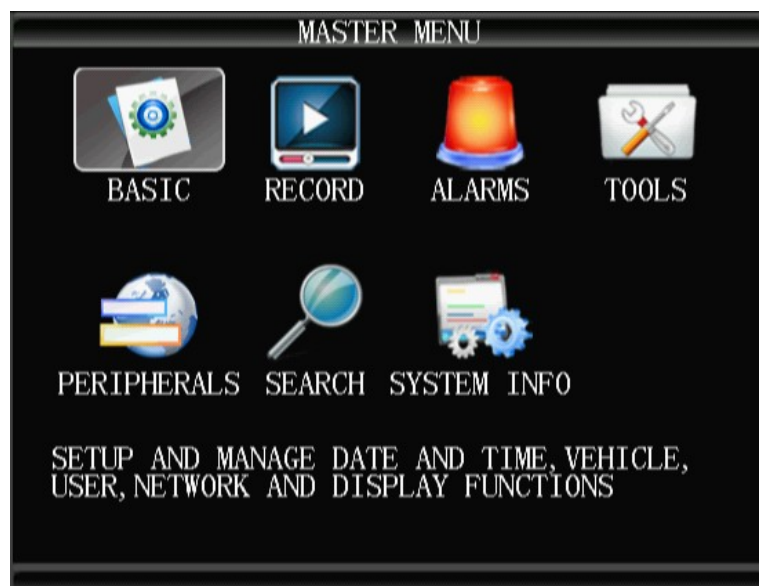 MASTER MENU
BASIC RECORD ALARMS TOOLS
PERIPHERALS SEARCH SYSTEM INFO
SETUP AND MANAGE DATE AND TIME, VEHICLE,
USER, NETWORK AND DISPLAY FUNCTIONS